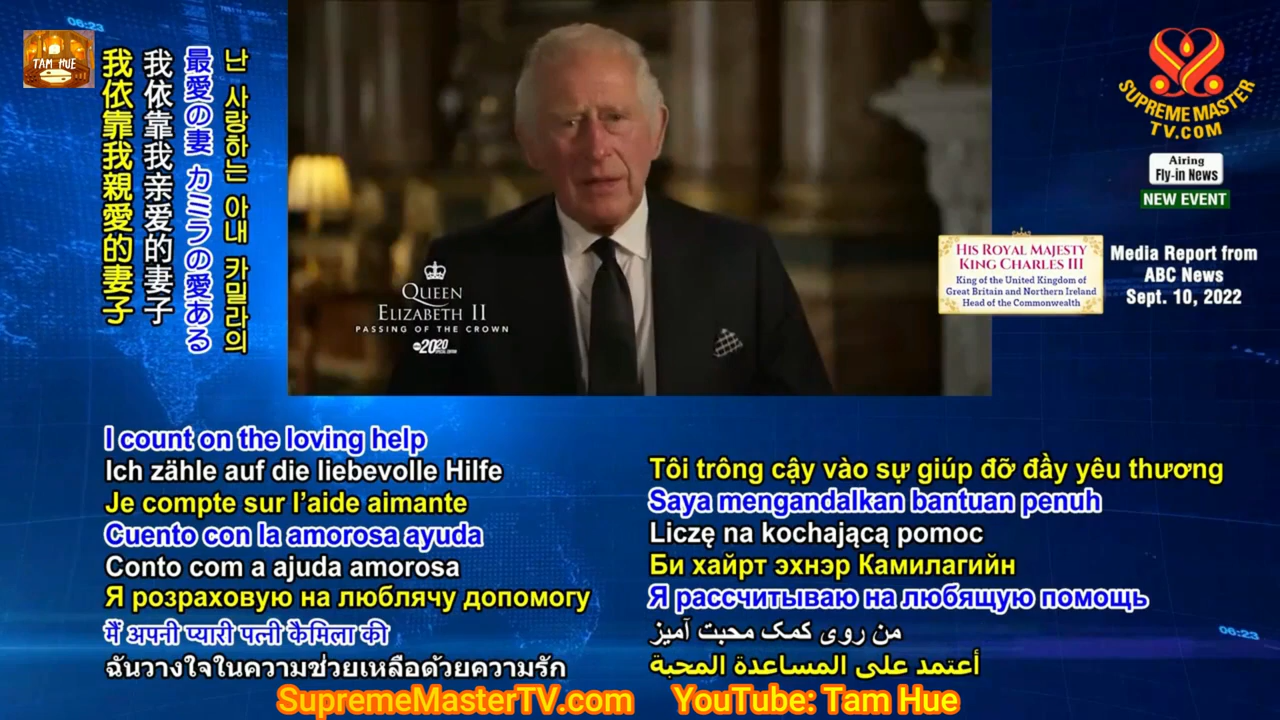 06:23
TAM HUE
我依靠我親愛的妻子
我依靠我亲爱的妻子
最愛の妻 カミラの愛ある
난 사랑하는 아내 카밀라의
QUEEN
ELIZABETH II
PASSING OF THE CROWN
abc 2020 SPECIAL EDITION
SUPREME MASTER
TV.COM
Airing
Fly-in News
NEW EVENT
HIS ROYAL MAJESTY
KING CHARLES III
King of the United Kingdom of
Great Britain and Northern Ireland
Head of the Commonwealth
Media Report from
ABC News
Sept. 10, 2022
I count on the loving help
Ich zähle auf die liebevolle Hilfe
Je compte sur l’aide aimante
Cuento con la amorosa ayuda
Conto com a ajuda amorosa
Я розраховую на люблячу допомогу
मैं अपनी प्यारी पत्नी कैमिला की
ฉันวางใจในความช่วยเหลือด้วยความรัก
Tôi trông cậy vào sự giúp đỡ đầy yêu thương
Saya mengandalkan bantuan penuh
Liczę na kochającą pomoc
Би хайрт эхнэр Камилагийн
Я рассчитываю на любящую помощь
من روی کمک محبت آمیز
أعتمد على المساعدة المحبة
06:23
SupremeMasterTV.com YouTube: Tam Hue